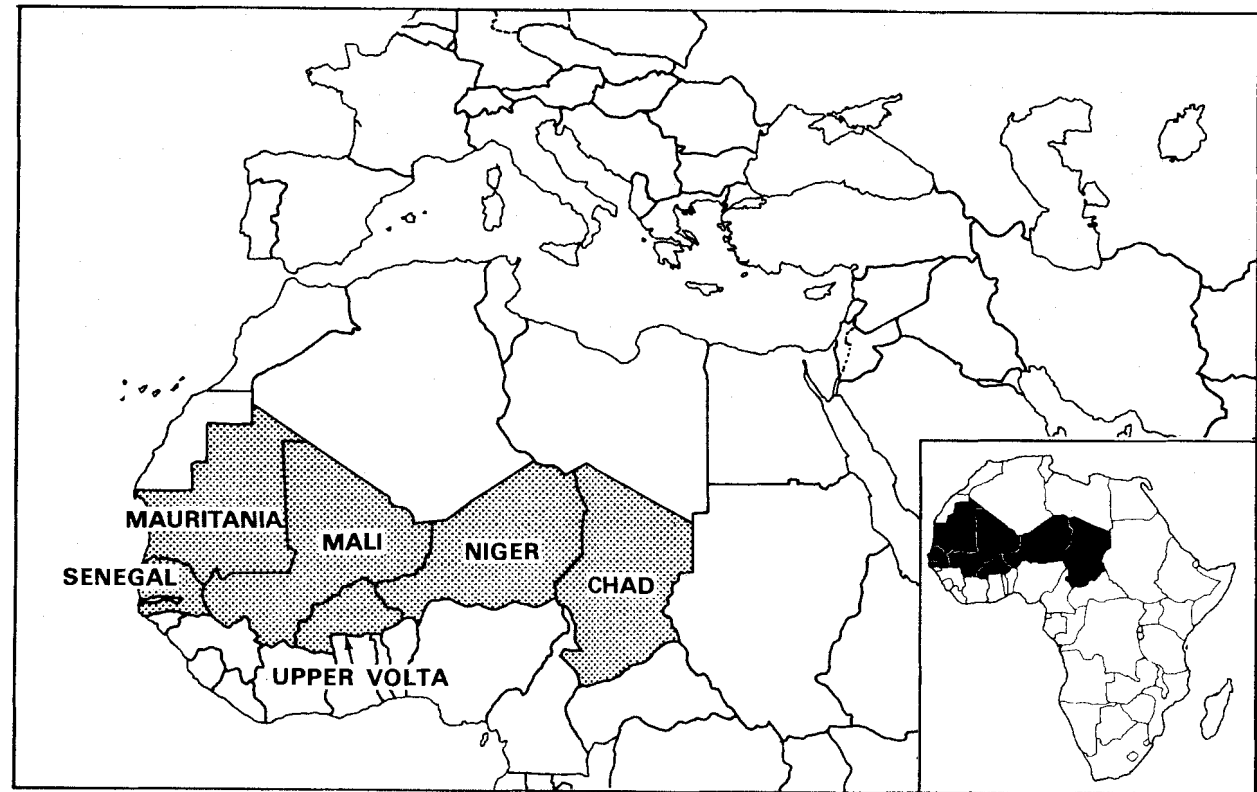 MAURITANIA
MALI
NIGER
SENEGAL
CHAD
UPPER VOLTA